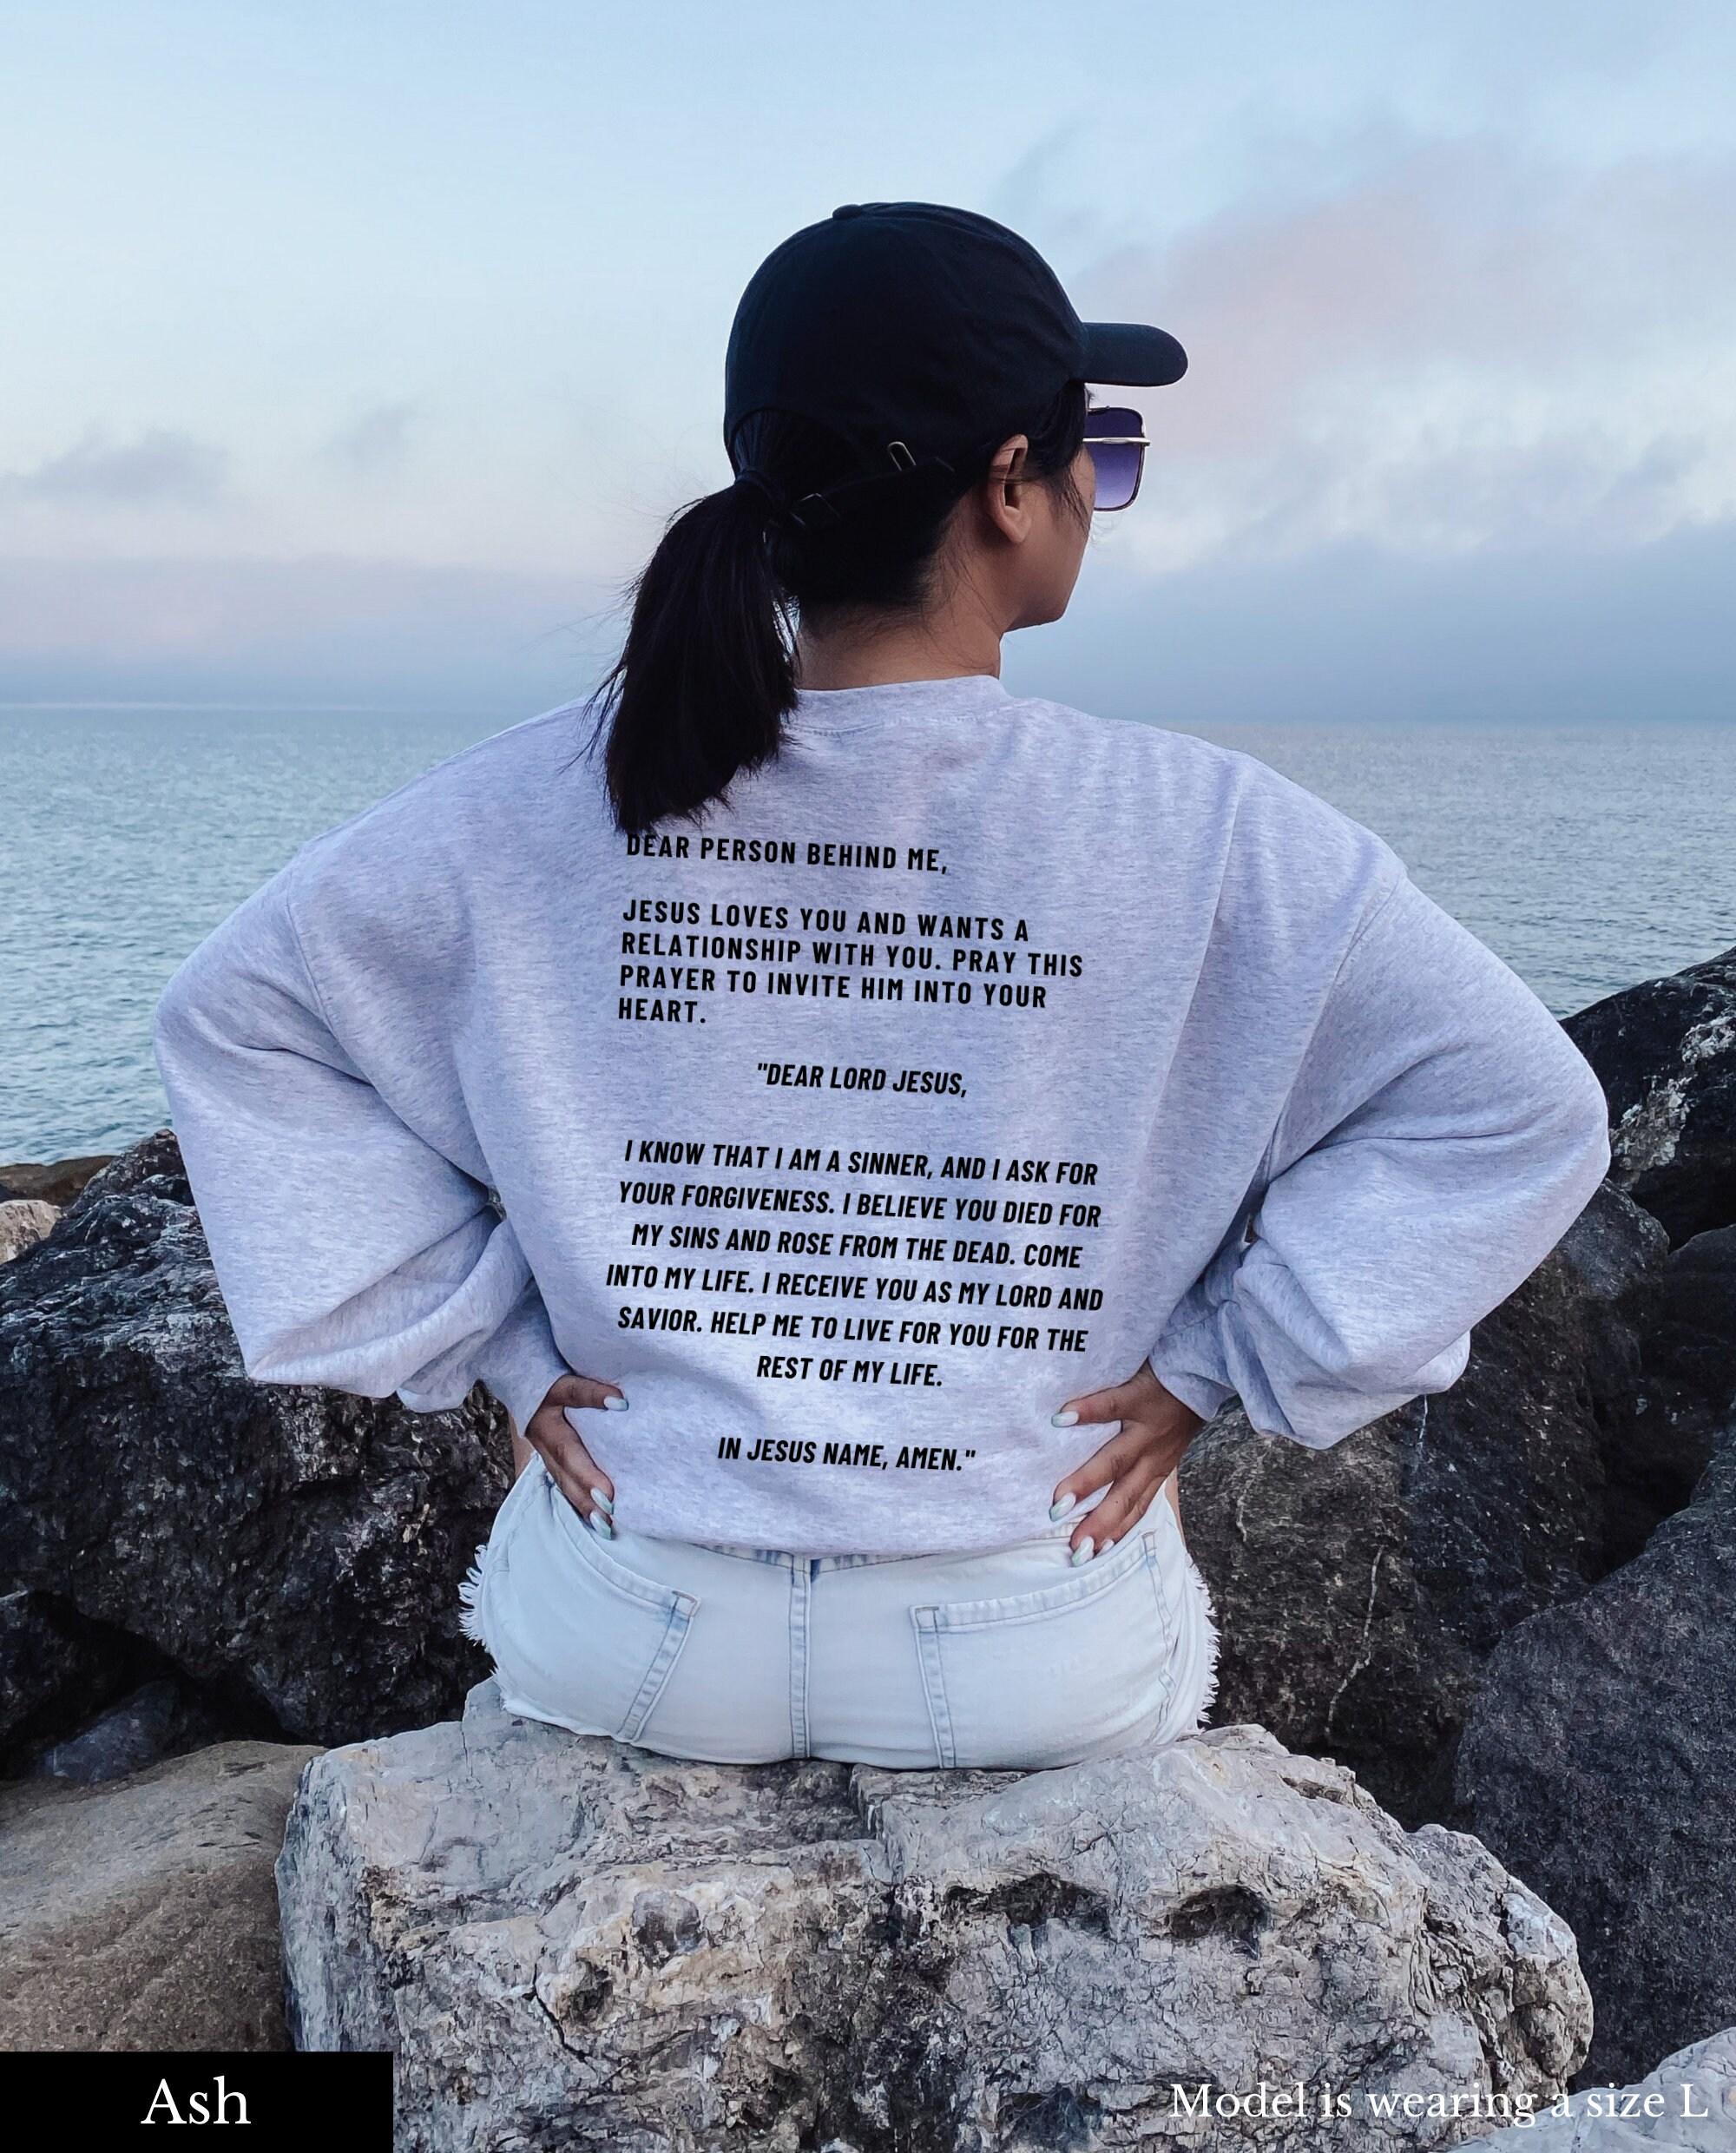 DEAR PERSON BEHIND ME,
JESUS LOVES YOU AND WANTS A
RELATIONSHIP WITH YOU. PRAY THIS
PRAYER TO INVITE HIM INTO YOUR
HEART.
"DEAR LORD JESUS,
I KNOW THAT I AM A SINNER, AND I ASK FOR
YOUR FORGIVENESS. I BELIEVE YOU DIED FOR
MY SINS AND ROSE FROM THE DEAD. COME
INTO MY LIFE. I RECEIVE YOU AS MY LORD AND
SAVIOR. HELP ME TO LIVE FOR YOU FOR THE
REST OF MY LIFE.
IN JESUS NAME, AMEN."
Ash
Model is wearing a size L